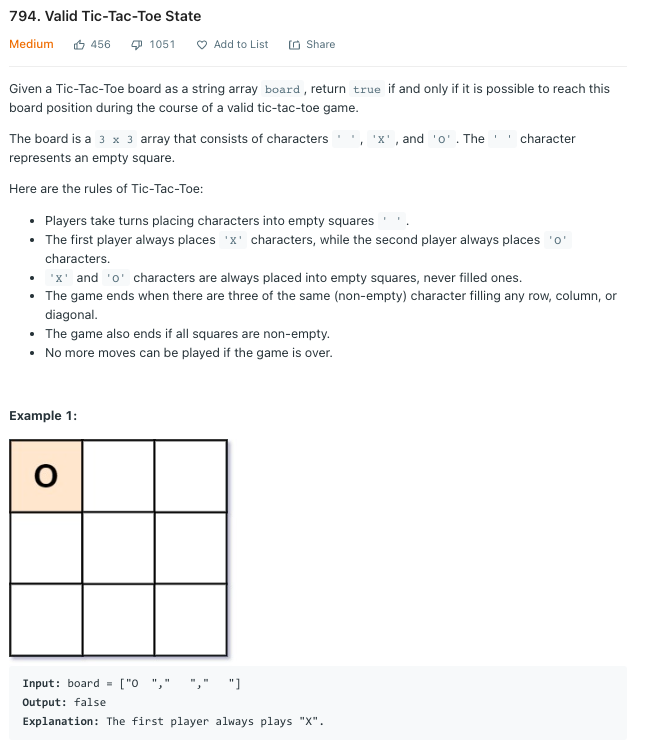 794. Valid Tic-Tac-Toe State
Medium 456 1051 Add to List Share
Given a Tic-Tac-Toe board as a string array board, return true if and only if it is possible to reach this
board position during the course of a valid tic-tac-toe game.
The board is a 3 x 3 array that consists of characters ' ', 'X', and 'O'. The ' ' character
represents an empty square.
Here are the rules of Tic-Tac-Toe:
• Players take turns placing characters into empty squares ' '.
• The first player always places 'X' characters, while the second player always places 'O'
characters.
• 'X' and 'O' characters are always placed into empty squares, never filled ones.
• The game ends when there are three of the same (non-empty) character filling any row, column, or
diagonal.
• The game also ends if all squares are non-empty.
• No more moves can be played if the game is over.
Example 1:
O
Input: board = ["O  ","   ","   "]
Output: false
Explanation: The first player always plays "X".